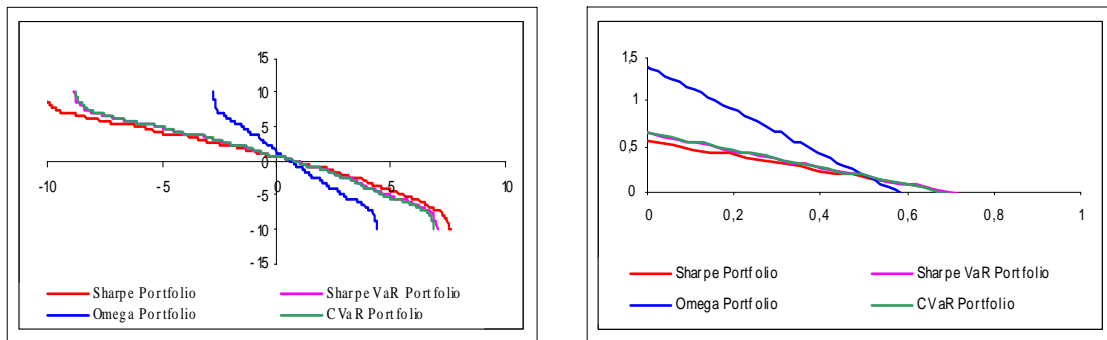 15
10
5
0
-10 -5 0 5 10
-5
-10
-15
Sharpe Portfolio Sharpe VaR Portfolio
Omega Portfolio CVaR Portfolio
1,5
1
0,5
0
0 0,2 0,4 0,6 0,8 1
Sharpe Portfolio Sharpe VaR Portfolio
Omega Portfolio CVaR Portfolio